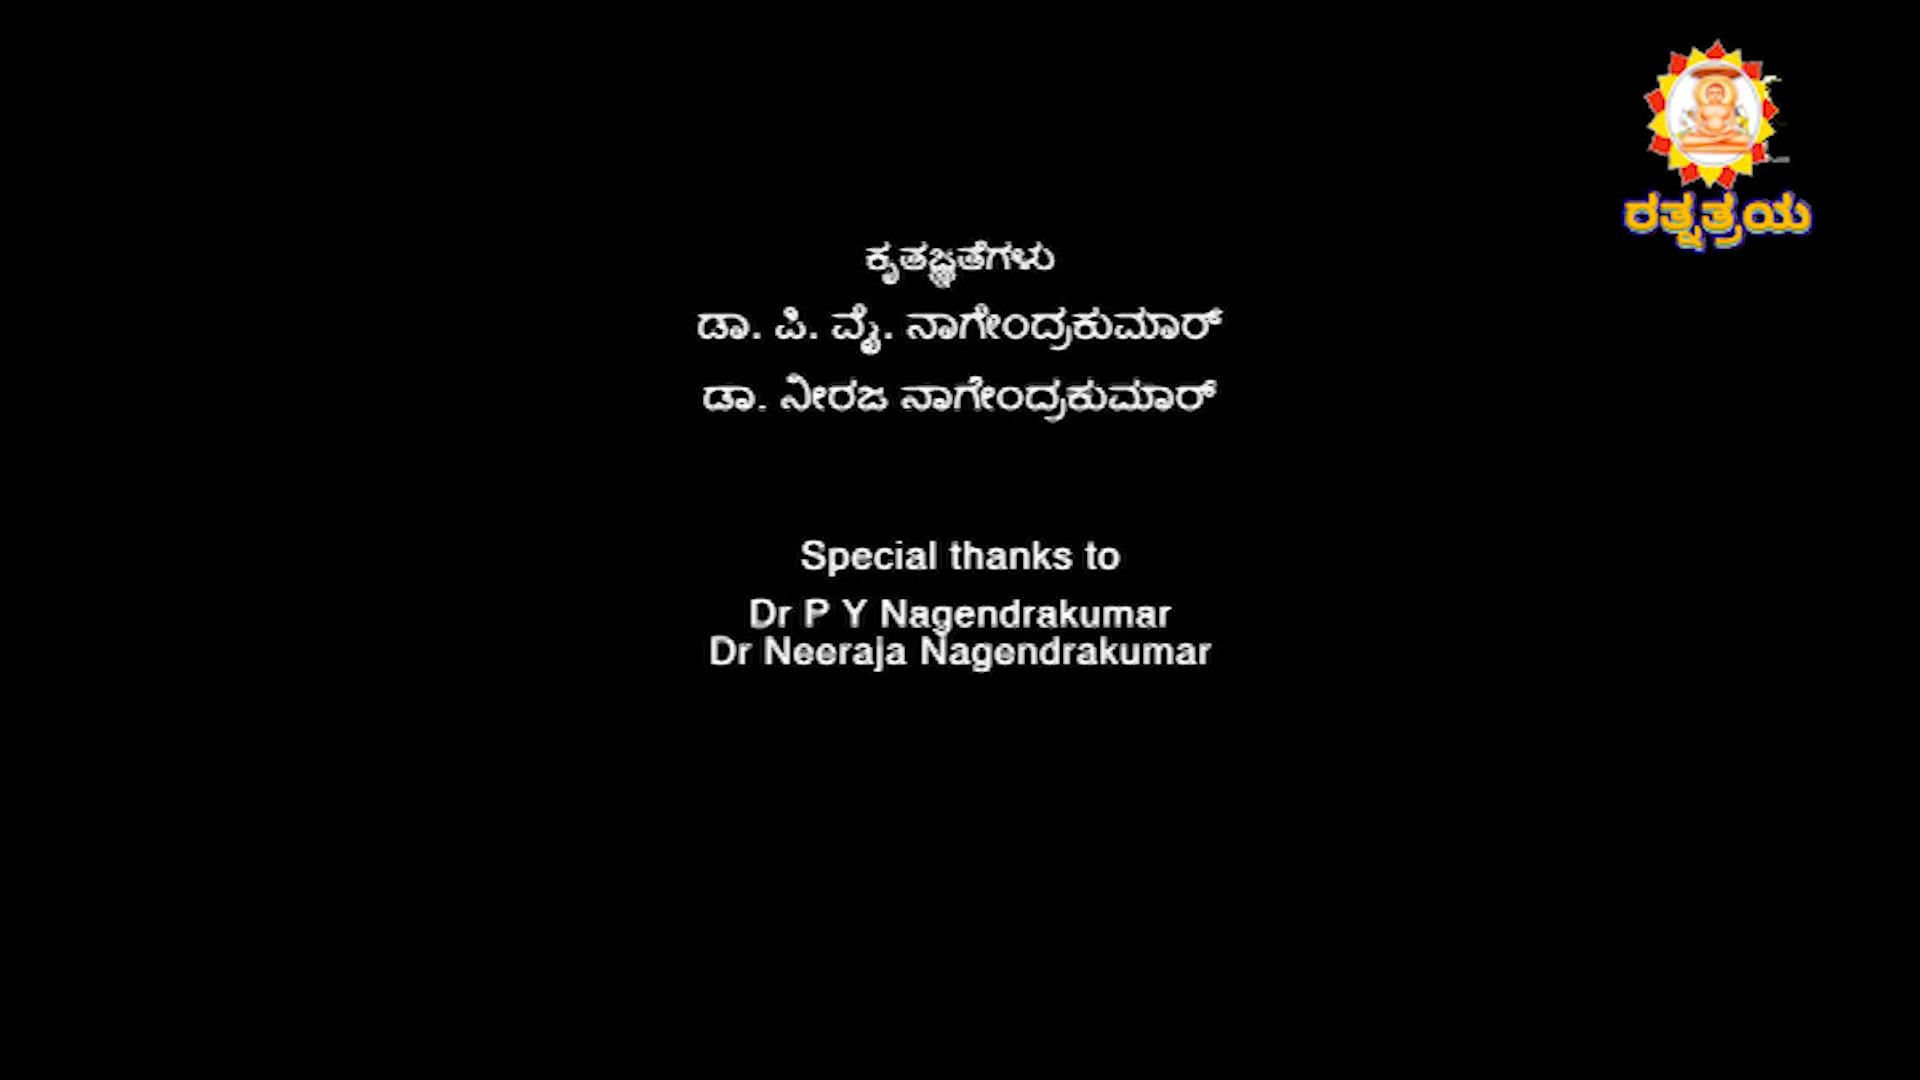 ರತ್ನತ್ರಯ
ಕೃತಜ್ಞತೆಗಳು
ಡಾ. ಪಿ. ವೈ. ನಾಗೇಂದ್ರಕುಮಾರ್
ಡಾ. ನೀರಜ ನಾಗೇಂದ್ರಕುಮಾರ್
Special thanks to
Dr P Y Nagendrakumar
Dr Neeraja Nagendrakumar